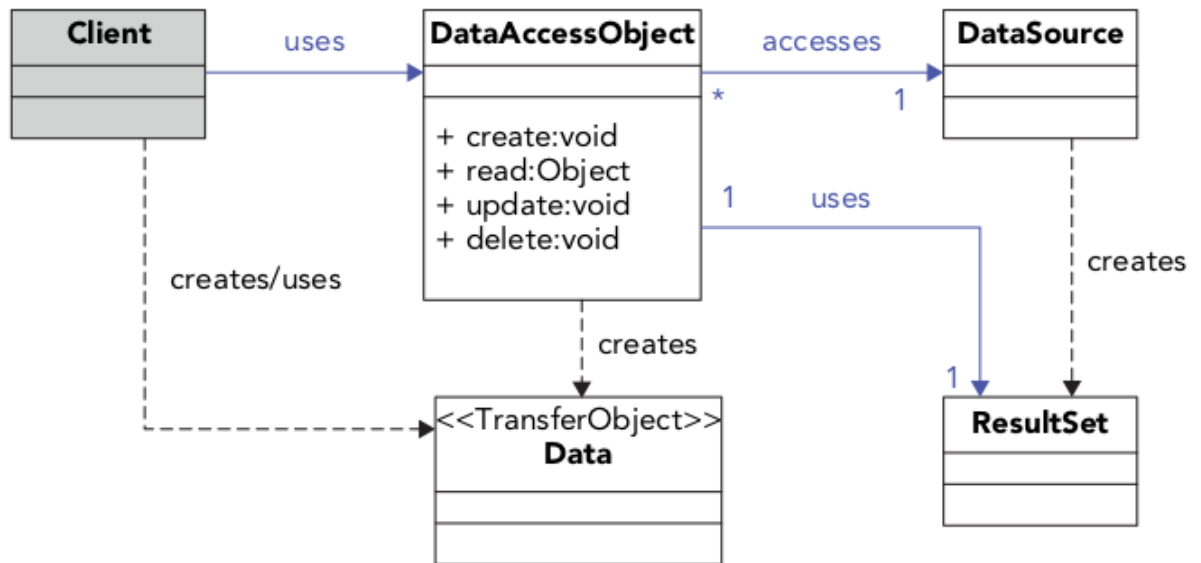 Client
uses
DataAccessObject
accesses
DataSource
* 
1
+ create:void
+ read:Object
+ update:void
+ delete:void
1
uses
creates/uses
creates
creates
1
<<TransferObject>>
Data
ResultSet